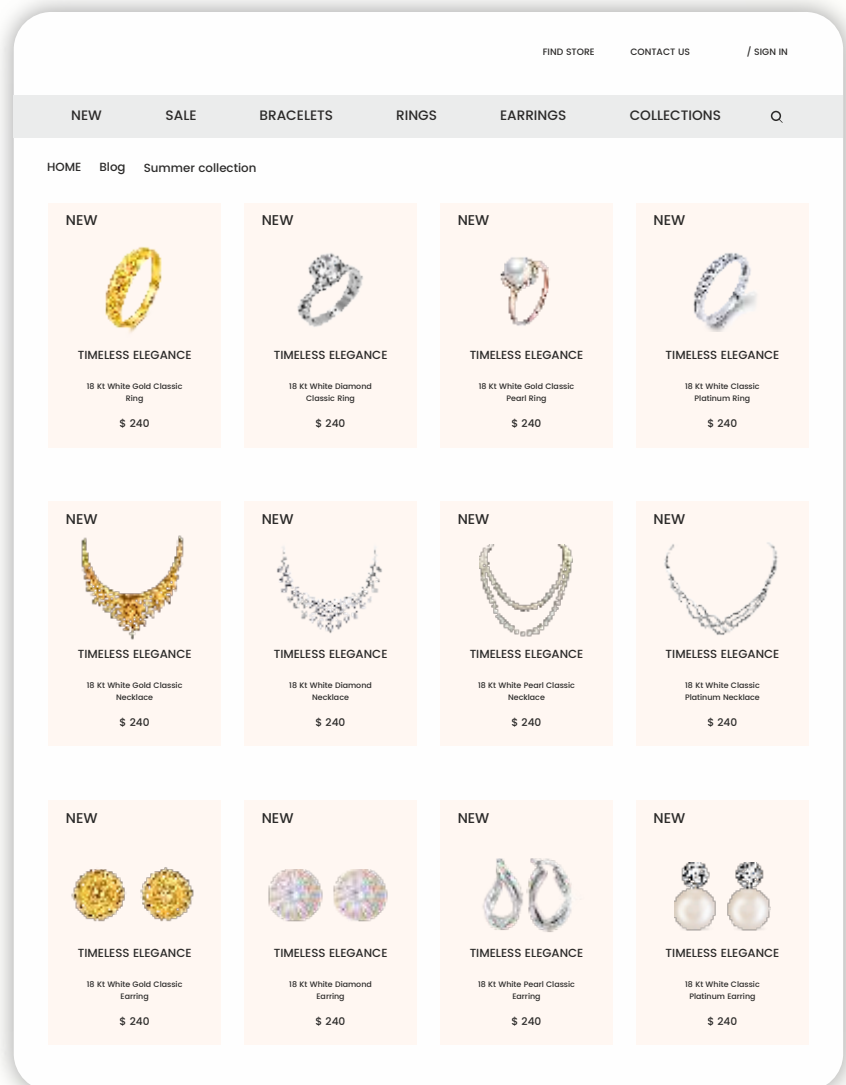 FIND STORE CONTACT US / SIGN IN
NEW SALE BRACELETS RINGS EARRINGS COLLECTIONS
HOME Blog Summer collection
NEW NEW NEW NEW
TIMELESS ELEGANCE TIMELESS ELEGANCE TIMELESS ELEGANCE TIMELESS ELEGANCE
18 Kt White Gold Classic 18 Kt White Diamond 18 Kt White Gold Classic 18 Kt White Classic
Ring Classic Ring Pearl Ring Platinum Ring
$ 240 $ 240 $ 240 $ 240
NEW NEW NEW NEW
TIMELESS ELEGANCE TIMELESS ELEGANCE TIMELESS ELEGANCE TIMELESS ELEGANCE
18 Kt White Gold Classic 18 Kt White Diamond 18 Kt White Pearl Classic 18 Kt White Classic
Necklace Necklace Necklace Platinum Necklace
$ 240 $ 240 $ 240 $ 240
NEW NEW NEW NEW
TIMELESS ELEGANCE TIMELESS ELEGANCE TIMELESS ELEGANCE TIMELESS ELEGANCE
18 Kt White Gold Classic 18 Kt White Diamond 18 Kt White Pearl Classic 18 Kt White Classic
Earring Earring Earring Platinum Earring
$ 240 $ 240 $ 240 $ 240